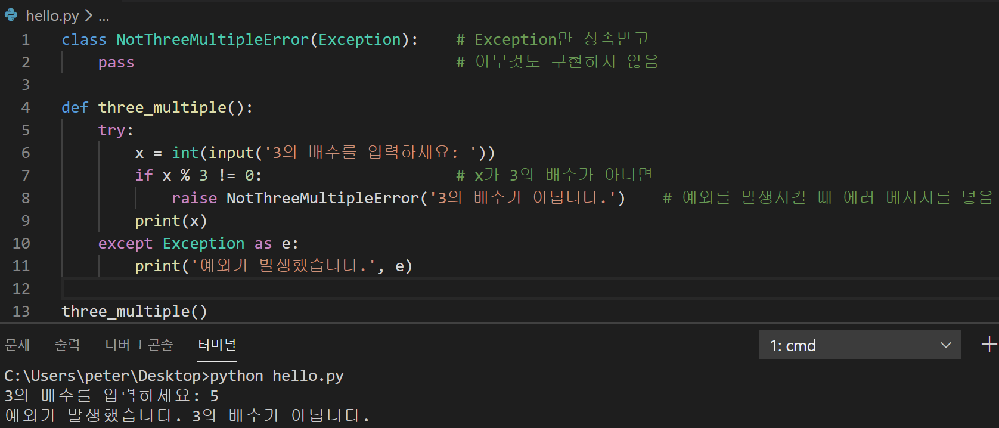 hello.py > ...
1 class NotThreeMultipleError(Exception):    # Exception만 상속받고
2     pass                                   # 아무것도 구현하지 않음
3
4 def three_multiple():
5     try:
6         x = int(input('3의 배수를 입력하세요: '))
7         if x % 3 != 0:                     # x가 3의 배수가 아니면
8             raise NotThreeMultipleError('3의 배수가 아닙니다.')    # 예외를 발생시킬 때 에러 메시지를 넣음
9         print(x)
10     except Exception as e:
11         print('예외가 발생했습니다.', e)
12
13 three_multiple()
문제 출력 디버그 콘솔 터미널 1: cmd
C:\Users\peter\Desktop>python hello.py
3의 배수를 입력하세요: 5
예외가 발생했습니다. 3의 배수가 아닙니다.